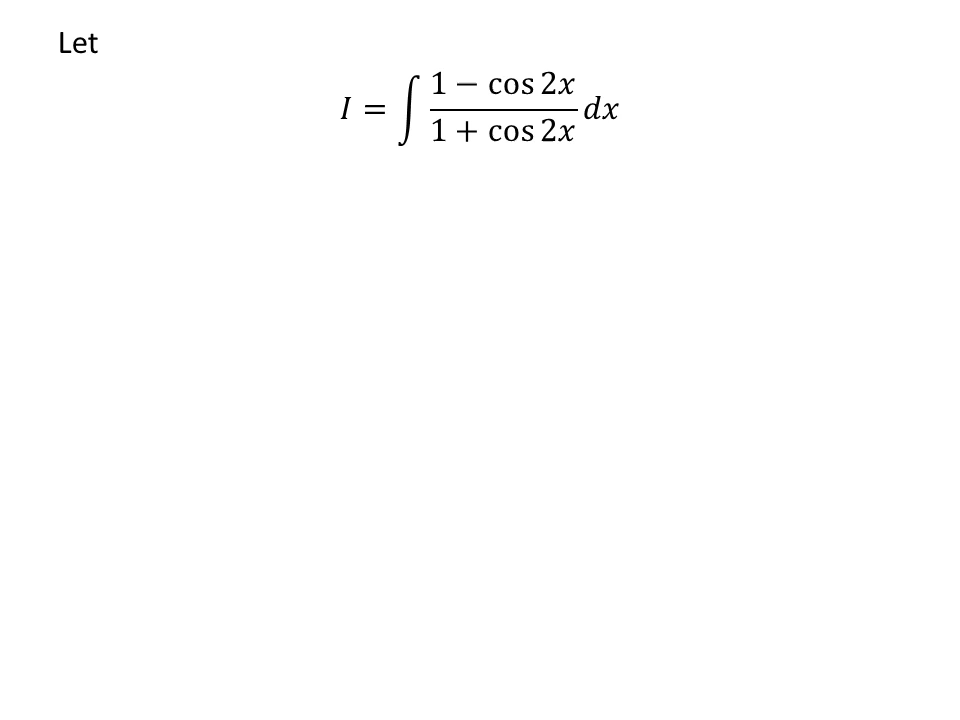 Let
𝐼 = ∫ (1 − cos 2𝑥)/(1 + cos 2𝑥) 𝑑𝑥